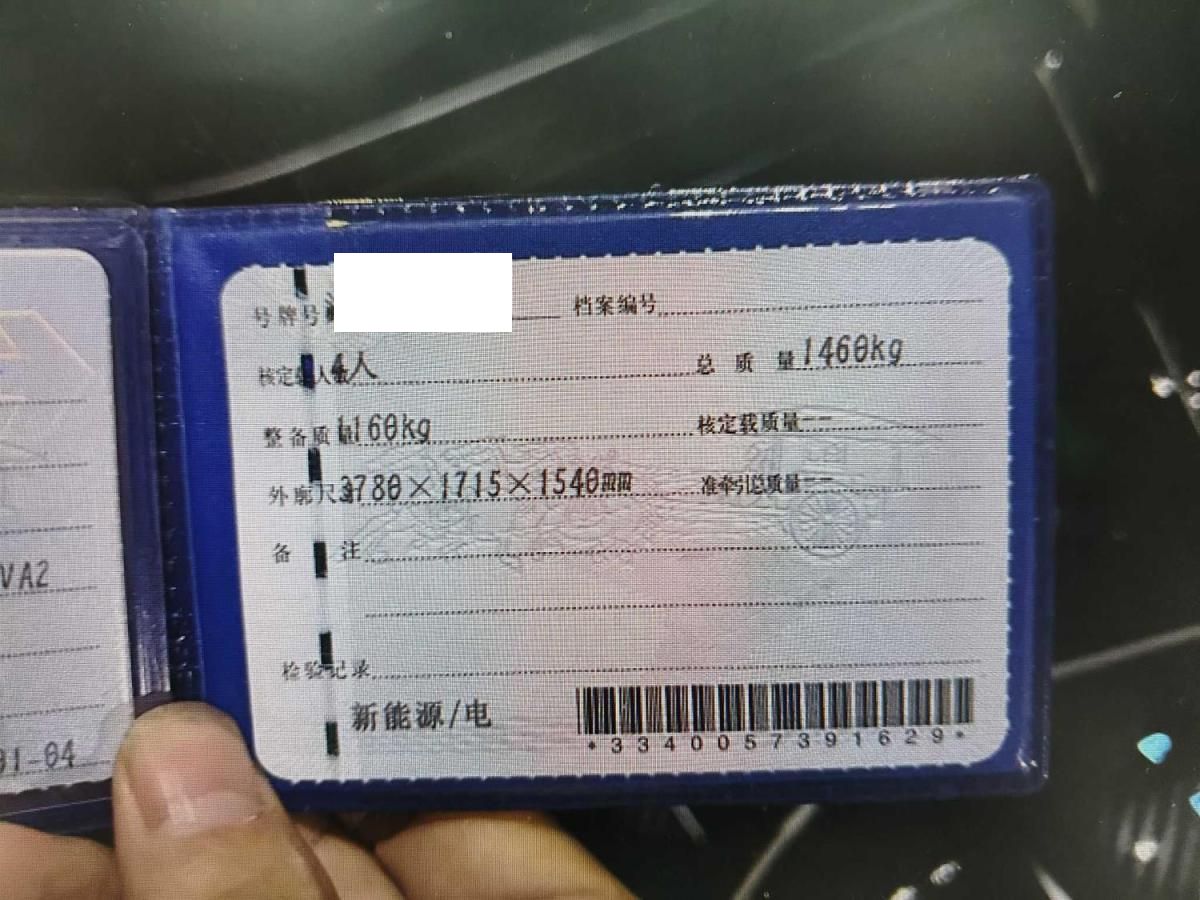 号牌号
档案编号
核定载人数 4人
总质量 1460kg
整备质量 1160kg
核定载质量 --
外廓尺寸 3780×1715×1540mm
准牵引总质量 --
备注
检验记录
新能源/电
*3340057391629*
VA2
01-04